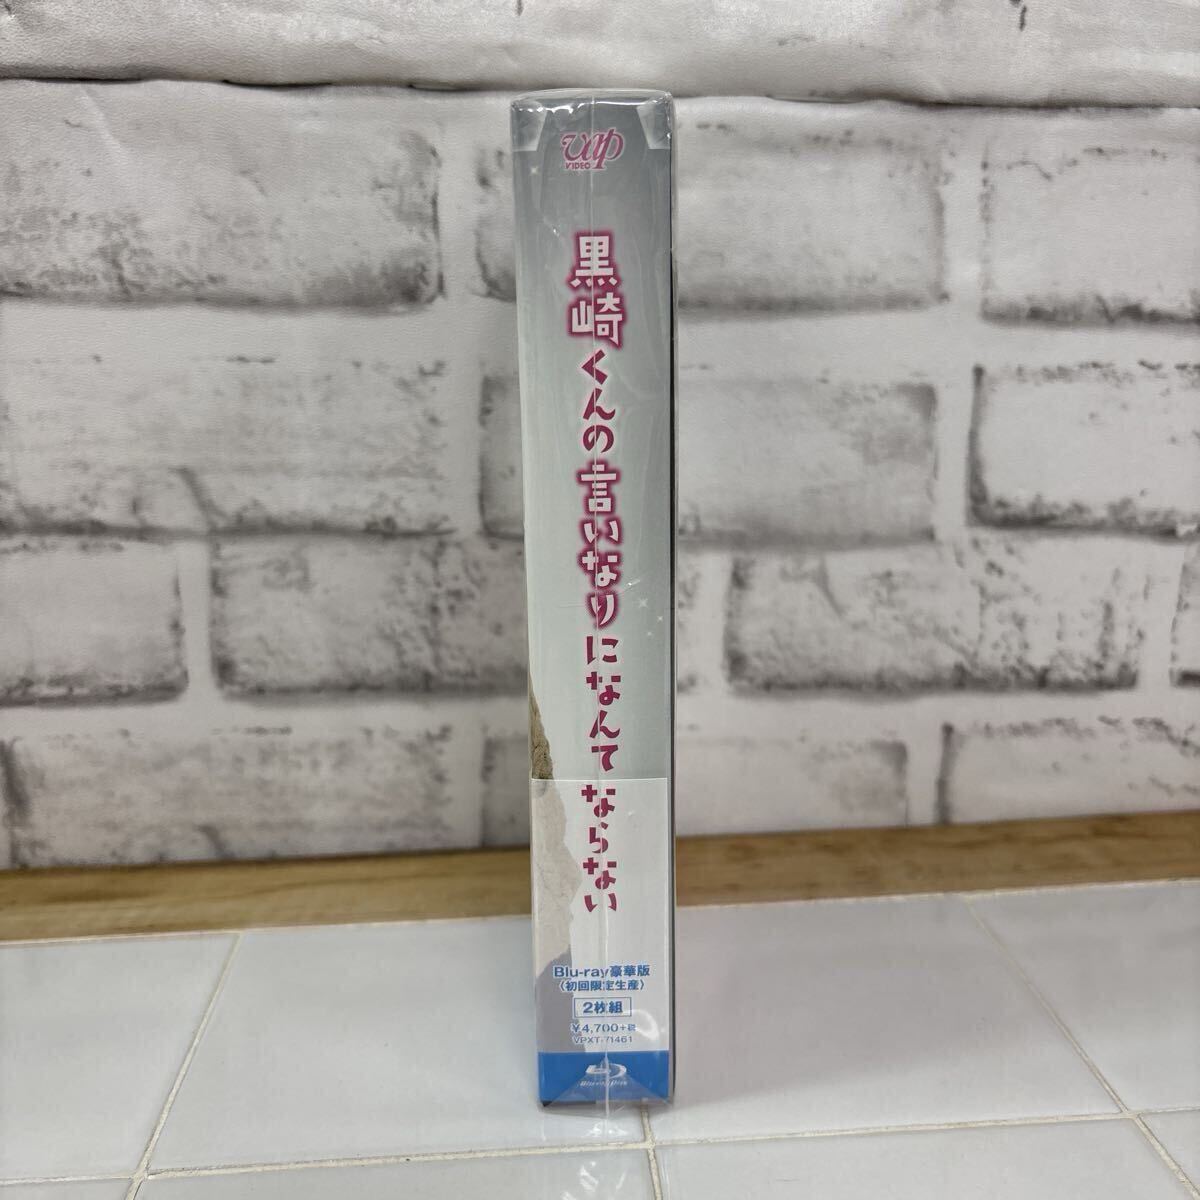 vap
VIDEO
黒崎くんの言いなりになんてならない
Blu-ray豪華版
〈初回限定生産〉
2枚組
¥4,700+税
VPXT-71461
Blu-ray Disc